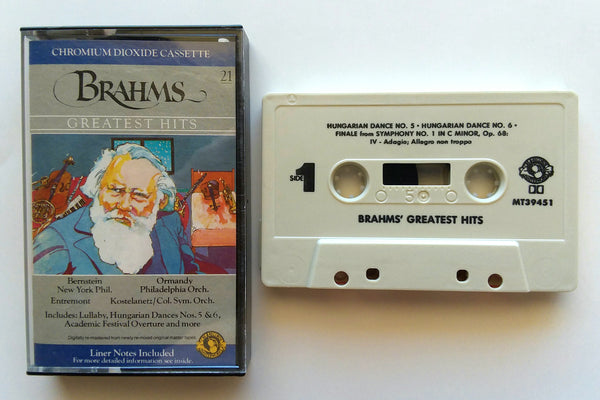 CHROMIUM DIOXIDE CASSETTE
21
BRAHMS
GREATEST HITS
Bernstein
New York Phil.
Ormandy
Philadelphia Orch.
Entremont
Kostelanetz/Col. Sym. Orch.
Includes: Lullaby, Hungarian Dances Nos. 5 & 6,
Academic Festival Overture and more
Digitally re-mastered from newly re-mixed original master tapes.
Liner Notes Included
For more detailed information see inside.
HUNGARIAN DANCE NO. 5 • HUNGARIAN DANCE NO. 6 •
FINALE from SYMPHONY NO. 1 IN C MINOR, Op. 68:
IV - Adagio; Allegro non troppa
SIDE 1
50
MT39451
BRAHMS' GREATEST HITS